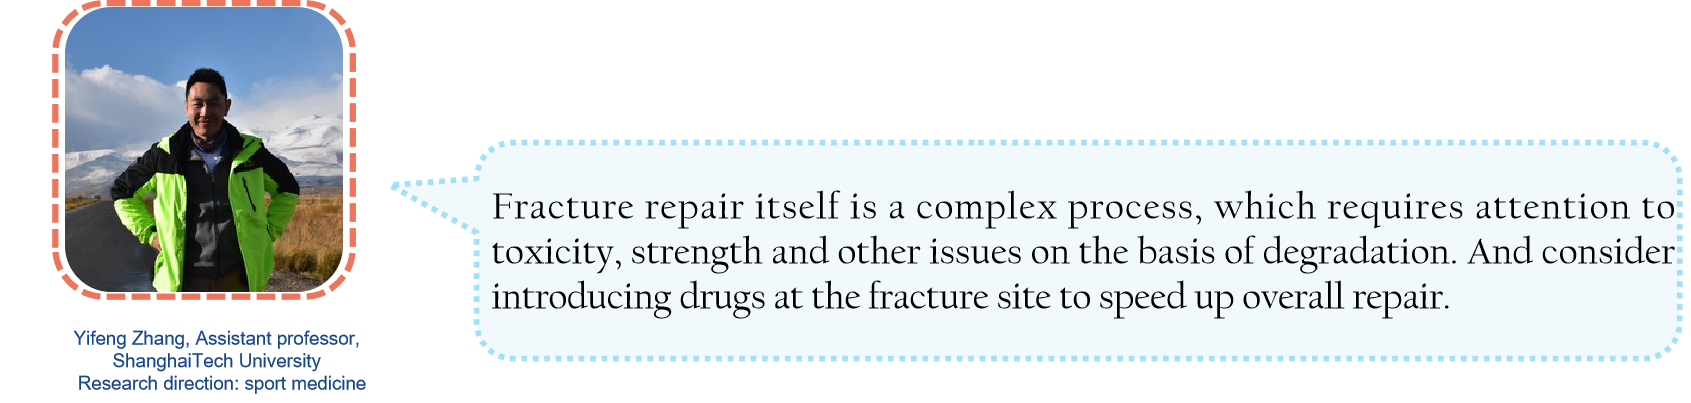 Fracture repair itself is a complex process, which requires attention to
toxicity, strength and other issues on the basis of degradation. And consider
introducing drugs at the fracture site to speed up overall repair.
Yifeng Zhang, Assistant professor,
ShanghaiTech University
Research direction: sport medicine